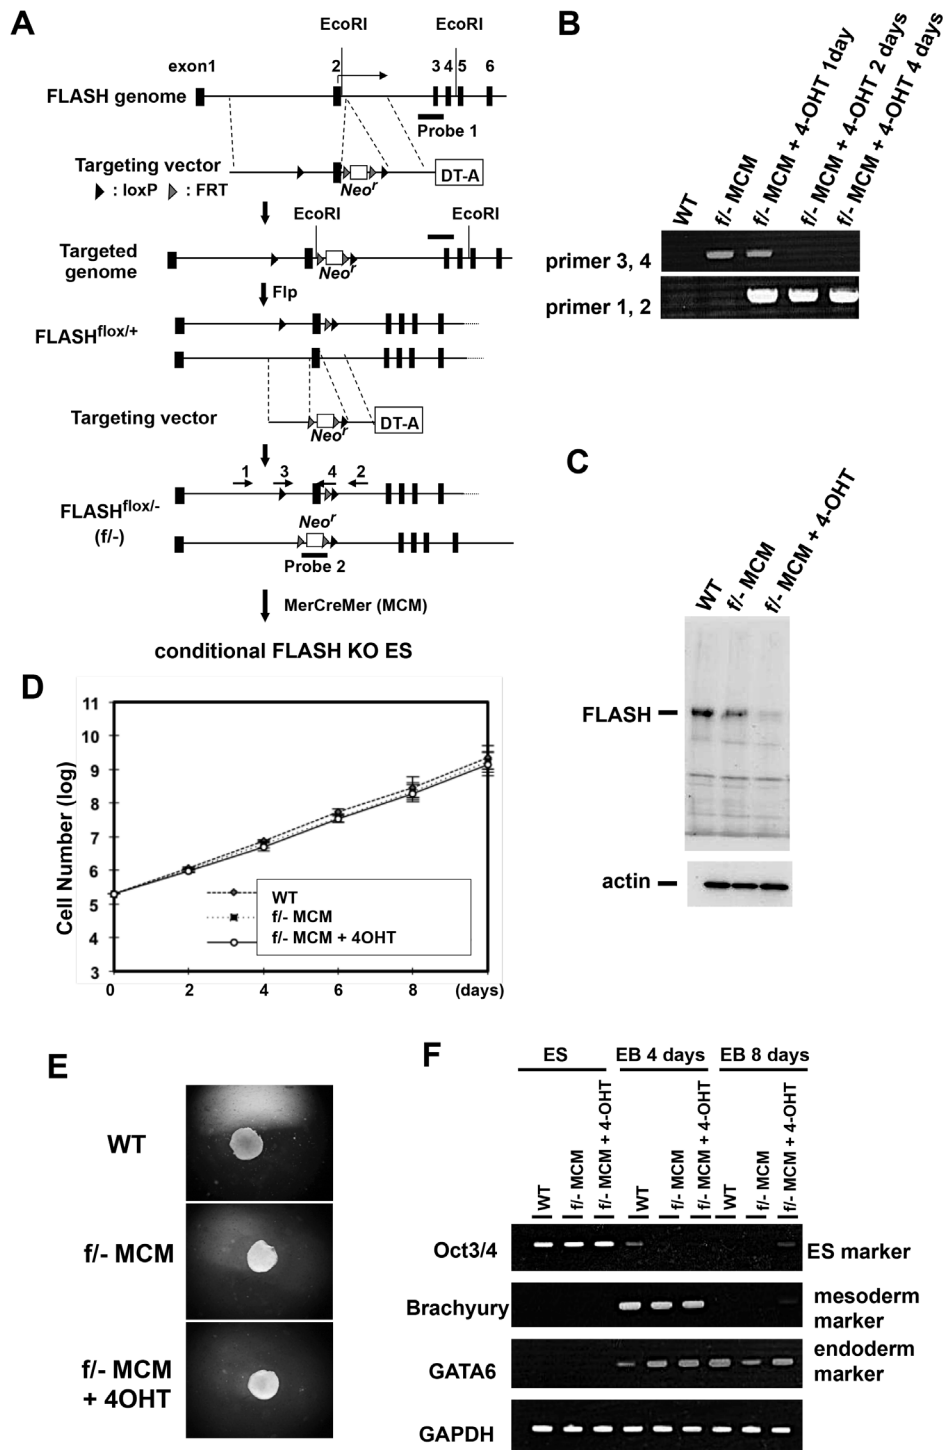 A
EcoRI
EcoRI
exon1
2
3 4 5 6
FLASH genome
Probe 1
Targeting vector
Neor
DT-A
: loxP : FRT
EcoRI
EcoRI
Targeted
genome
Neor
Flp
FLASHflox/+
Targeting vector
Neor
DT-A
1 3 4 2
FLASHflox/-
(f/-)
Neor
Probe 2
MerCreMer (MCM)
conditional FLASH KO ES
B
WT
f/- MCM
f/- MCM + 4-OHT 1day
f/- MCM + 4-OHT 2 days
f/- MCM + 4-OHT 4 days
primer 3, 4
primer 1, 2
C
WT
f/- MCM
f/- MCM + 4-OHT
FLASH
actin
D
Cell Number (log)
11
10
9
8
7
6
5
4
3
WT
f/- MCM
f/- MCM + 4OHT
0 2 4 6 8 (days)
E
WT
f/- MCM
f/- MCM
+ 4OHT
F
ES EB 4 days EB 8 days
WT
f/- MCM
f/- MCM + 4-OHT
WT
f/- MCM
f/- MCM + 4-OHT
WT
f/- MCM
f/- MCM + 4-OHT
Oct3/4
ES marker
Brachyury
mesoderm
marker
GATA6
endoderm
marker
GAPDH